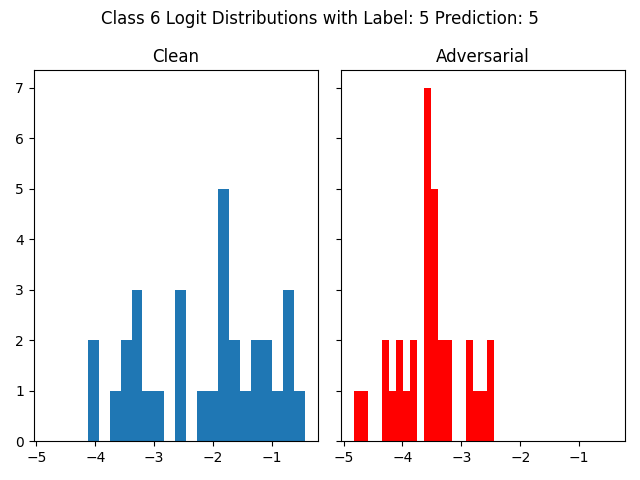 Class 6 Logit Distributions with Label: 5 Prediction: 5
Clean
Adversarial
7
6
5
4
3
2
1
0
−5 −4 −3 −2 −1
−5 −4 −3 −2 −1